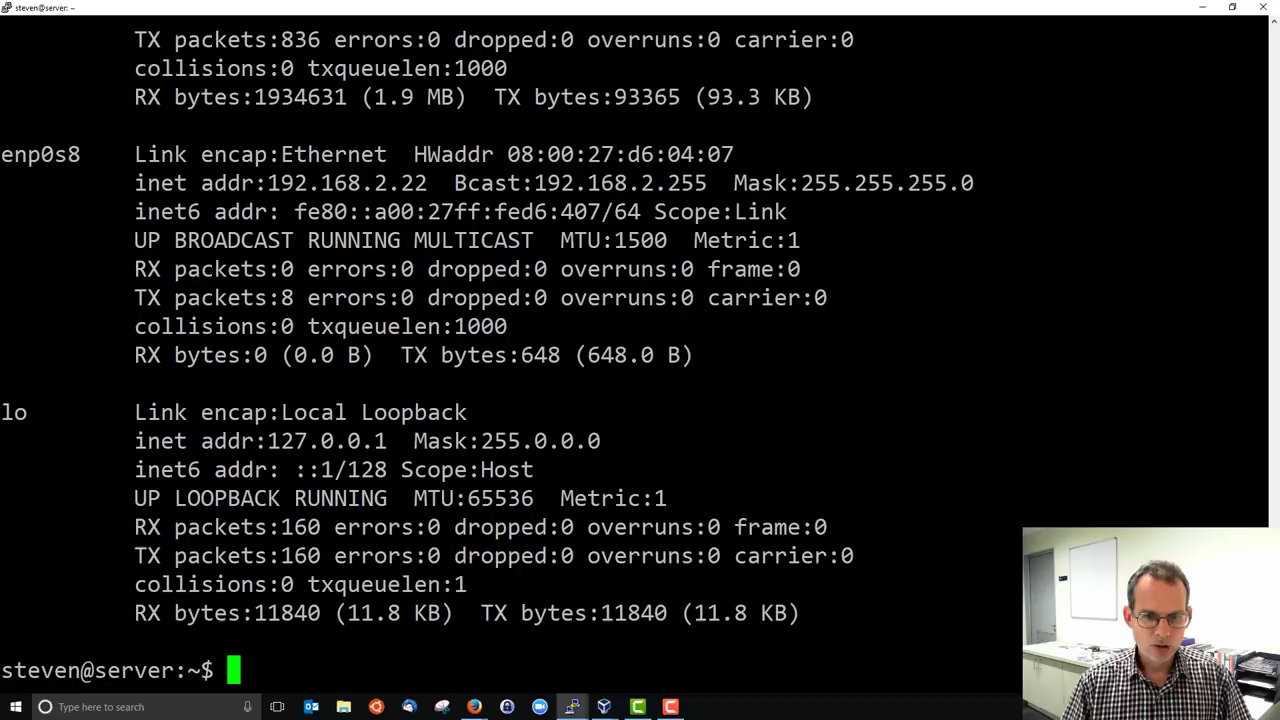 steven@server: ~
TX packets:836 errors:0 dropped:0 overruns:0 carrier:0
collisions:0 txqueuelen:1000
RX bytes:1934631 (1.9 MB)  TX bytes:93365 (93.3 KB)
enp0s8 Link encap:Ethernet  HWaddr 08:00:27:d6:04:07
inet addr:192.168.2.22  Bcast:192.168.2.255  Mask:255.255.255.0
inet6 addr: fe80::a00:27ff:fed6:407/64 Scope:Link
UP BROADCAST RUNNING MULTICAST  MTU:1500  Metric:1
RX packets:0 errors:0 dropped:0 overruns:0 frame:0
TX packets:8 errors:0 dropped:0 overruns:0 carrier:0
collisions:0 txqueuelen:1000
RX bytes:0 (0.0 B)  TX bytes:648 (648.0 B)
lo Link encap:Local Loopback
inet addr:127.0.0.1  Mask:255.0.0.0
inet6 addr: ::1/128 Scope:Host
UP LOOPBACK RUNNING  MTU:65536  Metric:1
RX packets:160 errors:0 dropped:0 overruns:0 frame:0
TX packets:160 errors:0 dropped:0 overruns:0 carrier:0
collisions:0 txqueuelen:1
RX bytes:11840 (11.8 KB)  TX bytes:11840 (11.8 KB)
steven@server:~$
Type here to search